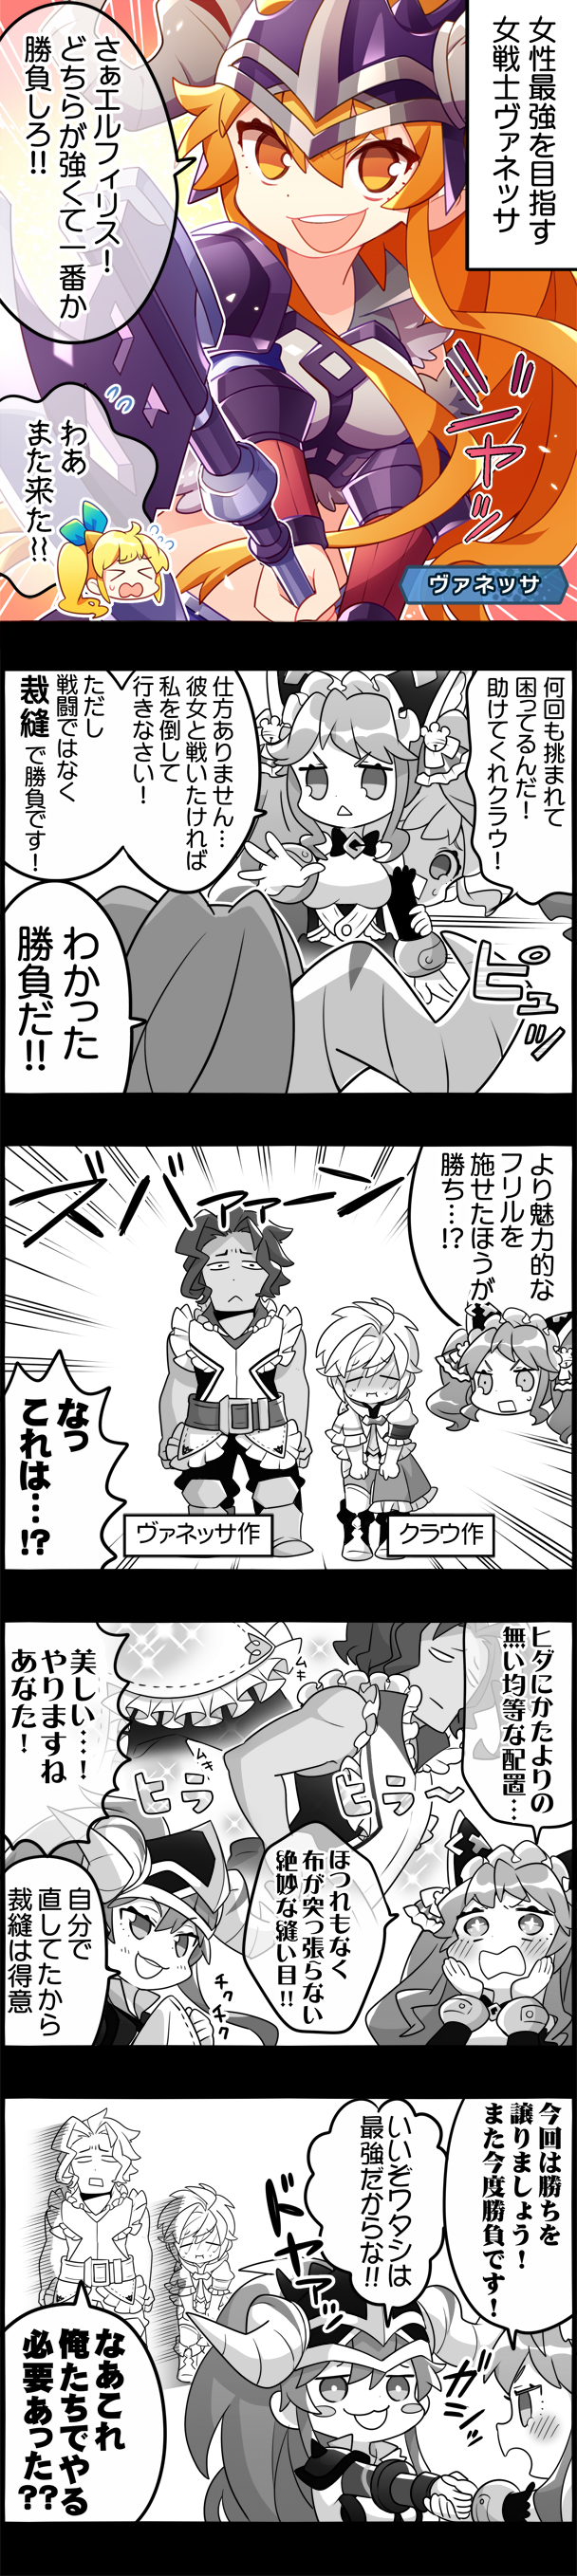 女性最強を目指す
女戦士ヴァネッサ
さぁエルフィリス！
どちらが強くて一番か
勝負しろ!!
ニヤッ
わあ
また来た~~
ヴァネッサ
何回も挑まれて
困ってるんだ！
助けてくれクラウ！
仕方ありません…
彼女と戦いたければ
私を倒して
行きなさい！
ただし
戦闘ではなく
裁縫で勝負です！
ピュッ
わかった
勝負だ!!
より魅力的な
フリルを
施せたほうが
勝ち…!?
ズバァァーン
なっ
これは…!?
クラウ作
ヴァネッサ作
ヒダにかたよりの
無い均等な配置…
ムキ
ムキ
ヒラ
ヒラ～
ほつれもなく
布が突っ張らない
絶妙な縫い目!!
美しい…！
やりますね
あなた！
自分で
直してたから
裁縫は得意
チク
チク
今回は勝ちを
譲りましょう！
また今度勝負です！
いいぞワタシは
最強だからな!!
ドヤァッ
ガシッ
なあこれ
俺たちでやる
必要あった??